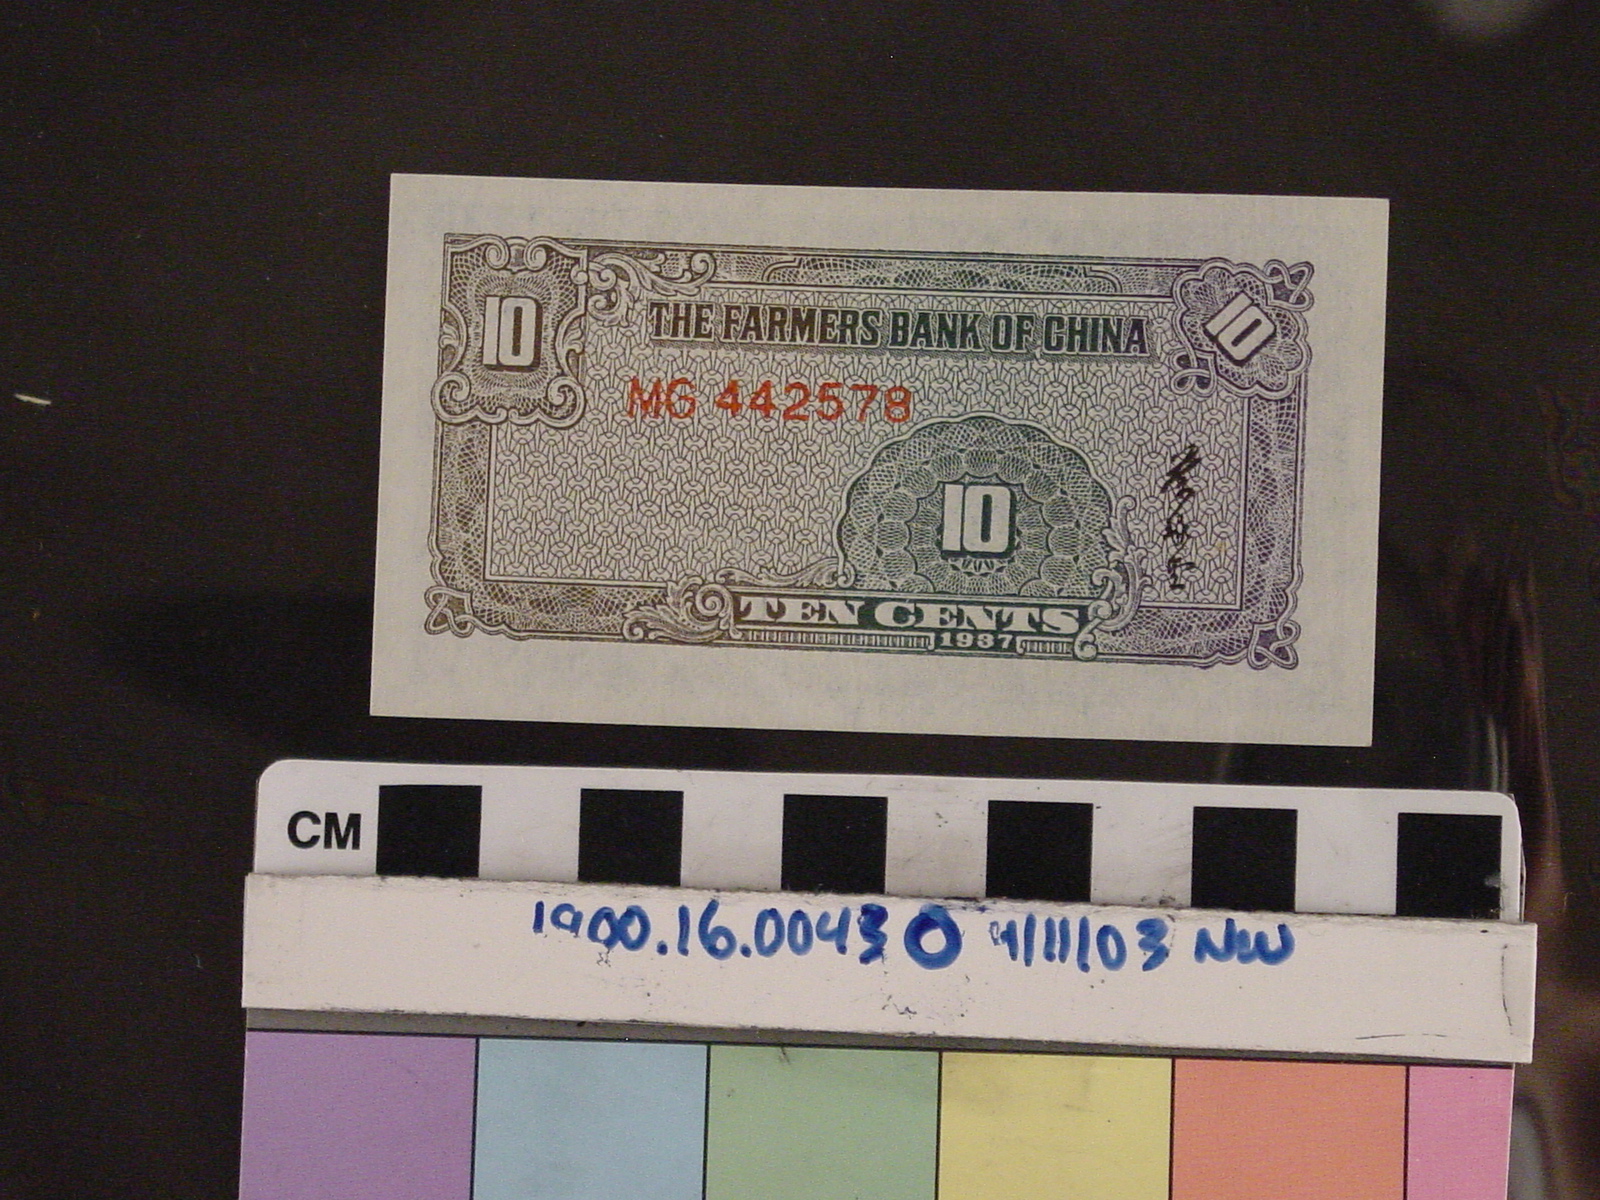 10
10
THE FARMERS BANK OF CHINA
MG 442578
10
TEN CENTS
1937
CM
1900.16.0043 O 4/11/03 NW